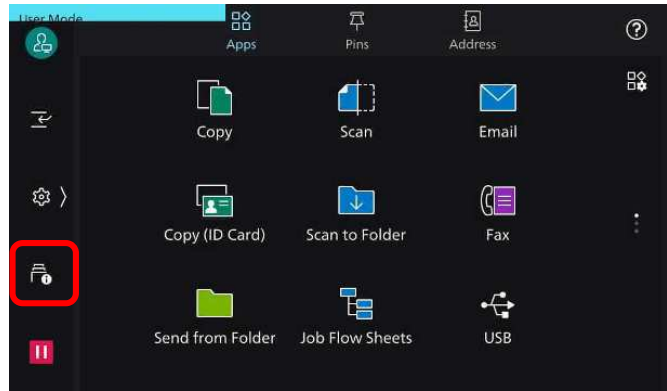 User Mode
Apps Pins Address
Copy Scan Email
Copy (ID Card) Scan to Folder Fax
Send from Folder Job Flow Sheets USB